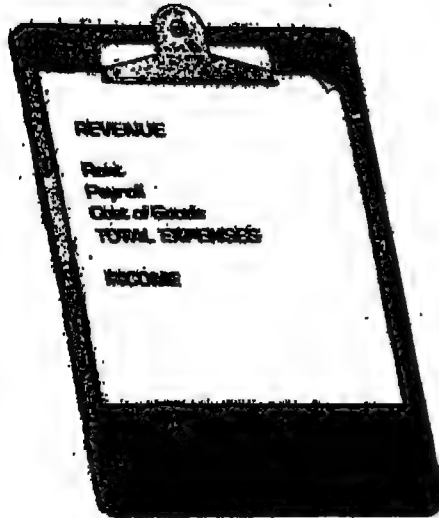 REVENUE
Rent
Payroll
Cost of Goods
TOTAL EXPENSES
INCOME